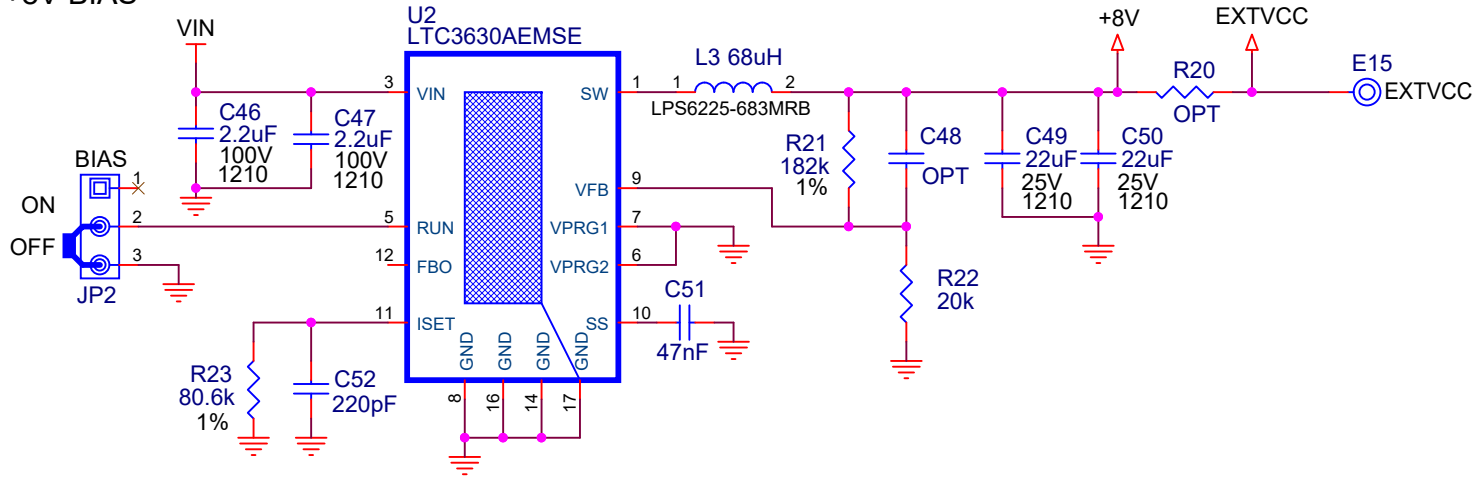 VIN
U2
LTC3630AEMSE
+8V
EXTVCC
E15
EXTVCC
R20
OPT
L3 68uH
1
2
LPS6225-683MRB
3
VIN
SW
1
C46
2.2uF
100V
1210
C47
2.2uF
100V
1210
R21
182k
1%
C48
OPT
C49
22uF
25V
1210
C50
22uF
25V
1210
BIAS
1
ON
2
OFF
3
JP2
VFB
9
5
RUN
VPRG1
7
12
FBO
VPRG2
6
R22
20k
C51
47nF
11
ISET
SS
10
GND
GND
GND
GND
8
16
14
17
R23
80.6k
1%
C52
220pF